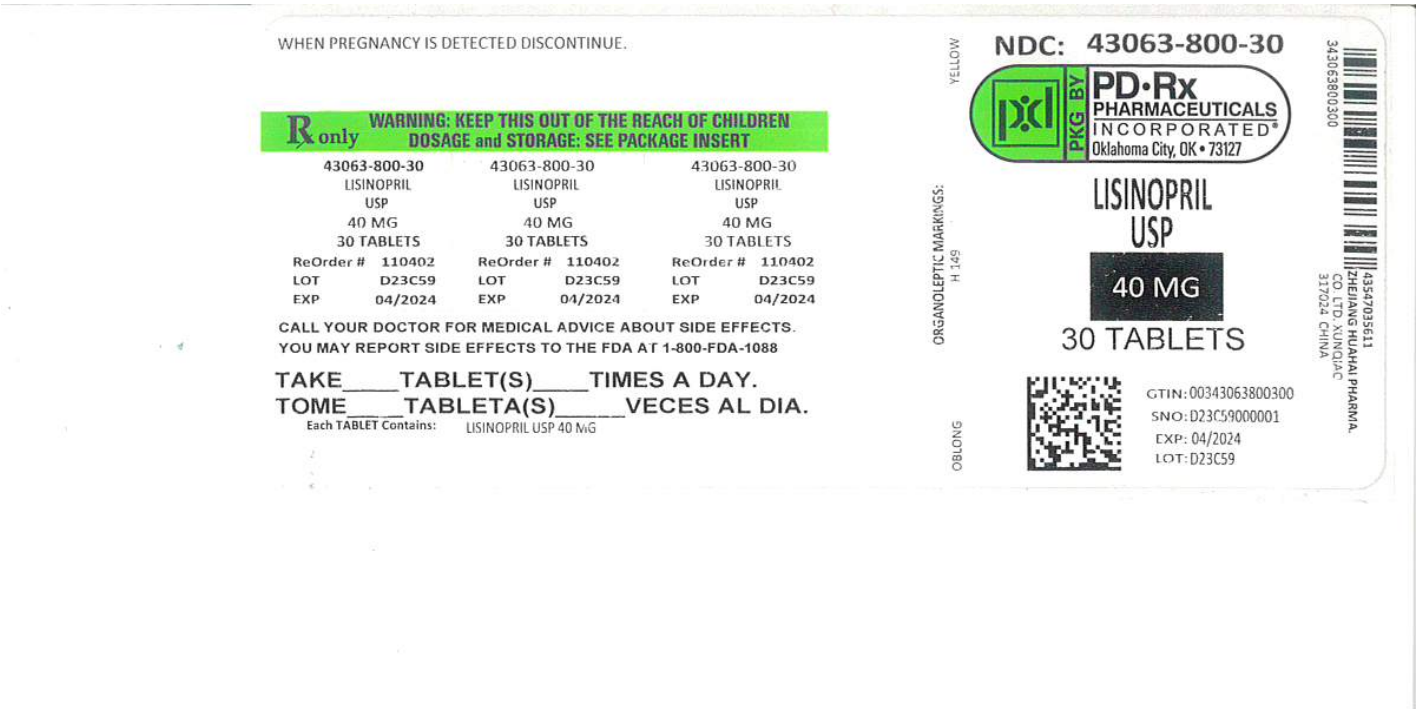 WHEN PREGNANCY IS DETECTED DISCONTINUE.
Rx only
WARNING: KEEP THIS OUT OF THE REACH OF CHILDREN
DOSAGE and STORAGE: SEE PACKAGE INSERT
43063-800-30 43063-800-30 43063-800-30
LISINOPRIL LISINOPRIL LISINOPRIL
USP USP USP
40 MG 40 MG 40 MG
30 TABLETS 30 TABLETS 30 TABLETS
ReOrder # 110402 ReOrder # 110402 ReOrder # 110402
LOT D23C59 LOT D23C59 LOT D23C59
EXP 04/2024 EXP 04/2024 EXP 04/2024
CALL YOUR DOCTOR FOR MEDICAL ADVICE ABOUT SIDE EFFECTS.
YOU MAY REPORT SIDE EFFECTS TO THE FDA AT 1-800-FDA-1088
TAKE____TABLET(S)____TIMES A DAY.
TOME____TABLETA(S)_____VECES AL DIA.
Each TABLET Contains: LISINOPRIL USP 40 MG
YELLOW
ORGANOLEPTIC MARKINGS:
H 149
OBLONG
NDC: 43063-800-30
PKG BY
PD•Rx
PHARMACEUTICALS
INCORPORATED®
Oklahoma City, OK • 73127
LISINOPRIL
USP
40 MG
30 TABLETS
GTIN: 00343063800300
SNO: D23C59000001
EXP: 04/2024
LOT: D23C59
343063800300
43547035611
ZHEJIANG HUAHAI PHARMA.
CO. LTD. XUNQIAO
317024 CHINA